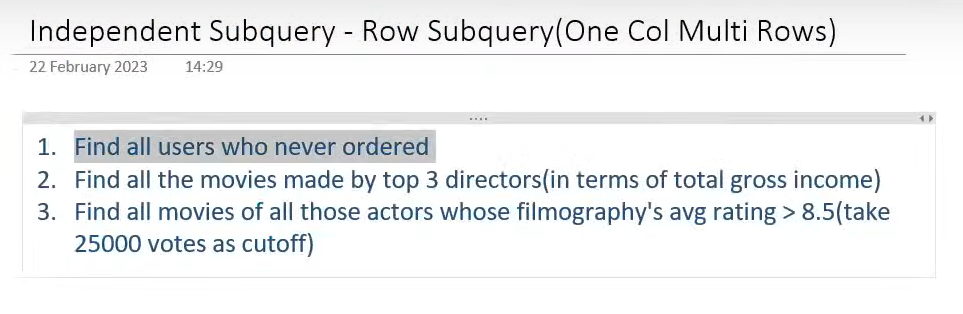 Independent Subquery - Row Subquery(One Col Multi Rows)
22 February 2023 14:29
1. Find all users who never ordered
2. Find all the movies made by top 3 directors(in terms of total gross income)
3. Find all movies of all those actors whose filmography's avg rating > 8.5(take
25000 votes as cutoff)